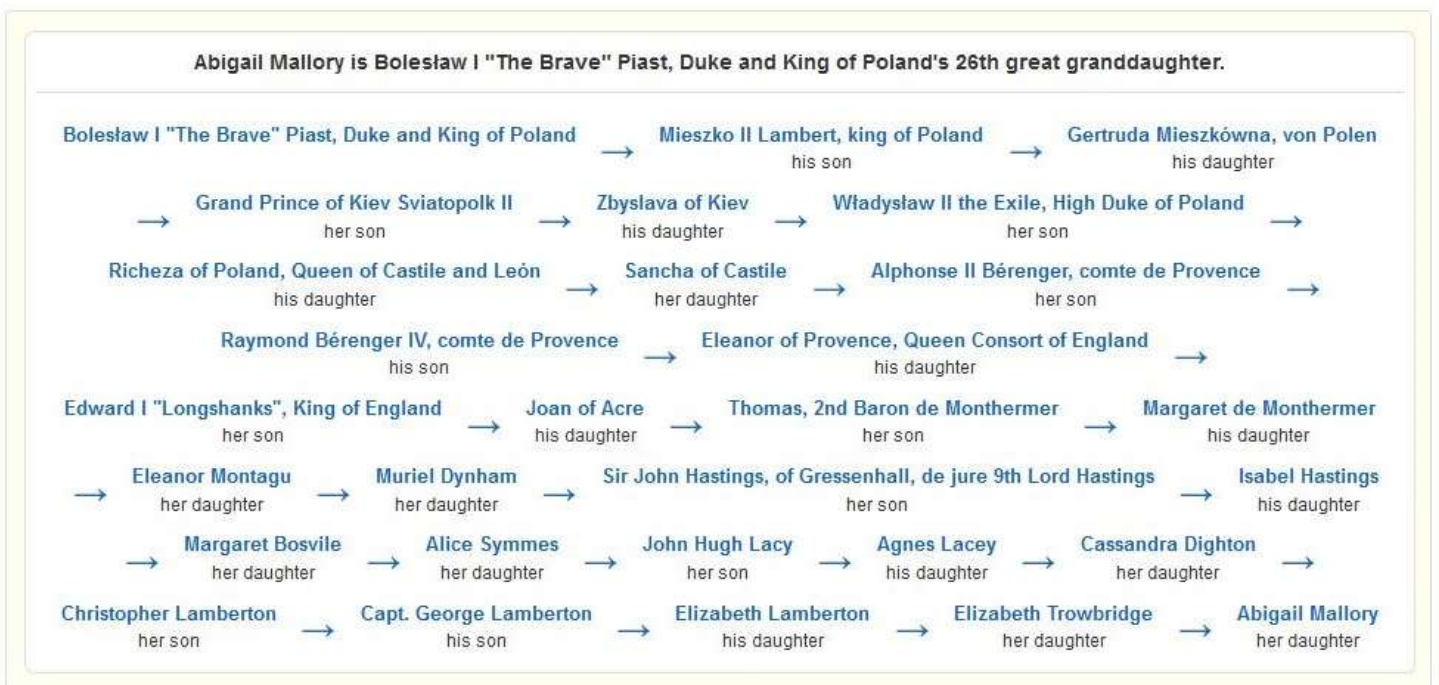 Abigail Mallory is Bolesław I "The Brave" Piast, Duke and King of Poland's 26th great granddaughter.
Bolesław I "The Brave" Piast, Duke and King of Poland → Mieszko II Lambert, king of Poland → Gertruda Mieszkówna, von Polen
his son his daughter
→ Grand Prince of Kiev Sviatopolk II → Zbyslava of Kiev → Władysław II the Exile, High Duke of Poland →
her son his daughter her son
Richeza of Poland, Queen of Castile and León → Sancha of Castile → Alphonse II Bérenger, comte de Provence →
his daughter her daughter her son
Raymond Bérenger IV, comte de Provence → Eleanor of Provence, Queen Consort of England →
his son his daughter
Edward I "Longshanks", King of England → Joan of Acre → Thomas, 2nd Baron de Monthermer → Margaret de Monthermer
her son his daughter her son his daughter
→ Eleanor Montagu → Muriel Dynham → Sir John Hastings, of Gressenhall, de jure 9th Lord Hastings → Isabel Hastings
her daughter her daughter her son his daughter
→ Margaret Bosvile → Alice Symmes → John Hugh Lacy → Agnes Lacey → Cassandra Dighton →
her daughter her daughter her son his daughter her daughter
Christopher Lamberton → Capt. George Lamberton → Elizabeth Lamberton → Elizabeth Trowbridge → Abigail Mallory
her son his son his daughter her daughter her daughter